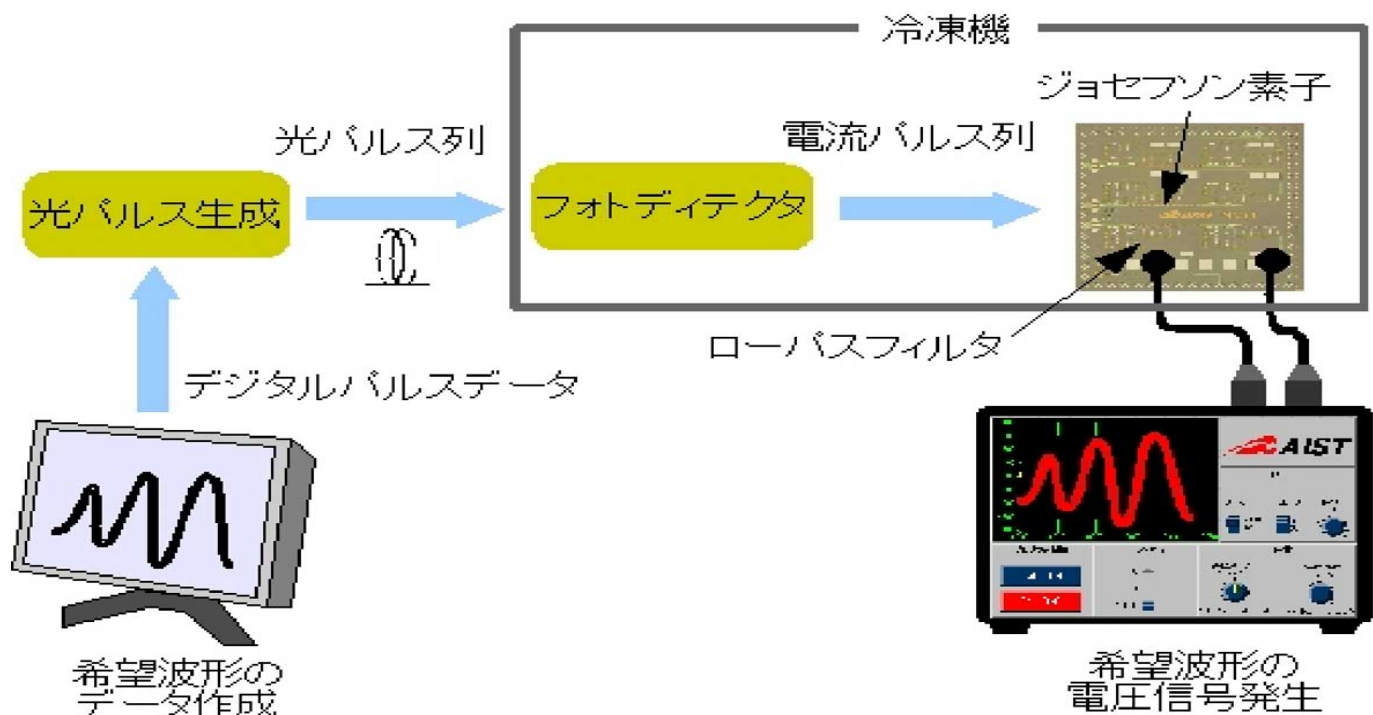 冷凍機
ジョセフソン素子
光パルス列
電流パルス列
光パルス生成
フォトディテクタ
ローパスフィルタ
デジタルパルスデータ
AIST
希望波形の
データ作成
希望波形の
電圧信号発生